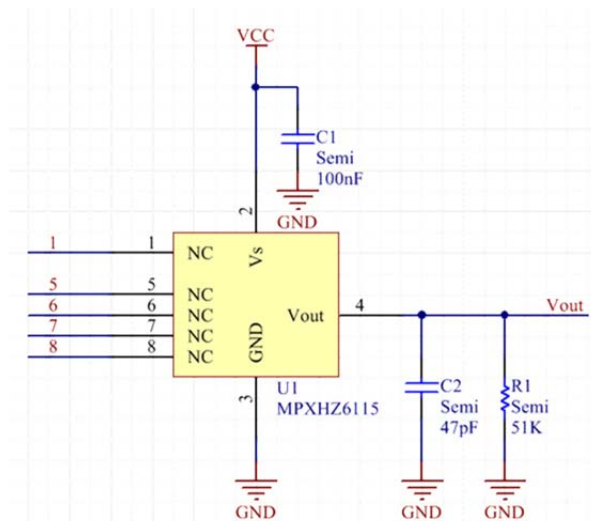 VCC
C1
Semi
100nF
GND
2
1 1 NC Vs
5 5 NC
6 6 NC
7 7 NC
8 8 NC
GND
Vout 4 Vout
3
U1
MPXHZ6115
C2
Semi
47pF
R1
Semi
51K
GND
GND
GND